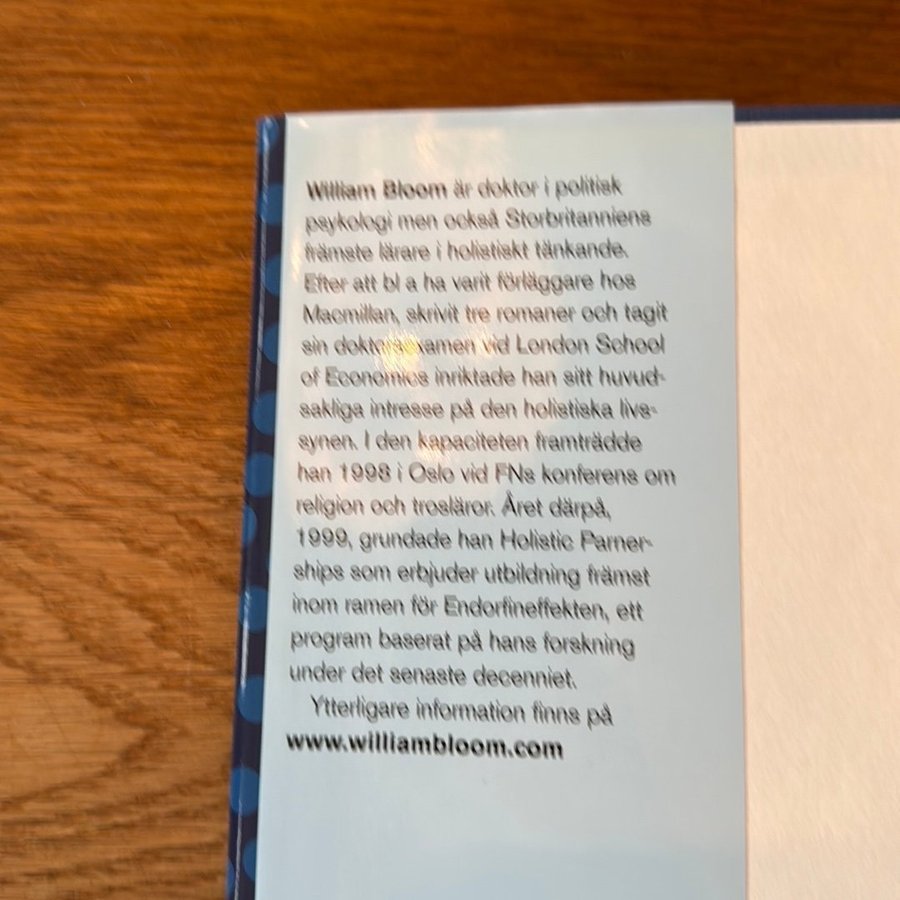 William Bloom är doktor i politisk
psykologi men också Storbritanniens
främste lärare i holistiskt tänkande.
Efter att bl a ha varit förläggare hos
Macmillan, skrivit tre romaner och tagit
sin doktorsexamen vid London School
of Economics inriktade han sitt huvud-
sakliga intresse på den holistiska livs-
synen. I den kapaciteten framträdde
han 1998 i Oslo vid FNs konferens om
religion och trosläror. Året därpå,
1999, grundade han Holistic Parner-
ships som erbjuder utbildning främst
inom ramen för Endorfineffekten, ett
program baserat på hans forskning
under det senaste decenniet.
Ytterligare information finns på
www.williambloom.com